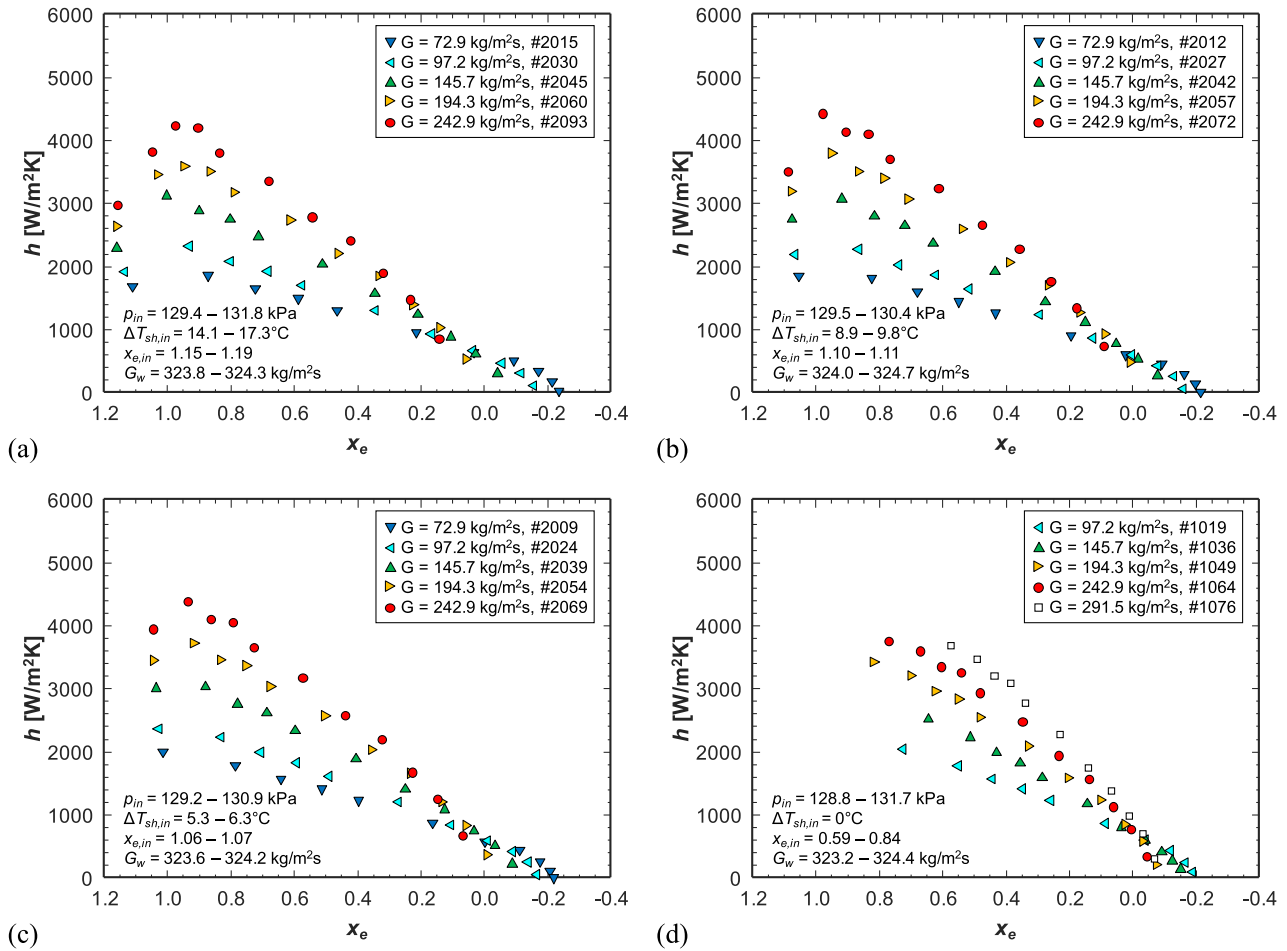 6000
5000
4000
3000
2000
1000
0
h [W/m²K]
G = 72.9 kg/m²s, #2015
G = 97.2 kg/m²s, #2030
G = 145.7 kg/m²s, #2045
G = 194.3 kg/m²s, #2060
G = 242.9 kg/m²s, #2093
p_in = 129.4 – 131.8 kPa
ΔT_sh,in = 14.1 – 17.3°C
x_e,in = 1.15 – 1.19
G_w = 323.8 – 324.3 kg/m²s
1.2 1.0 0.8 0.6 0.4 0.2 0.0 -0.2 -0.4
x_e
(a)
6000
5000
4000
3000
2000
1000
0
h [W/m²K]
G = 72.9 kg/m²s, #2012
G = 97.2 kg/m²s, #2027
G = 145.7 kg/m²s, #2042
G = 194.3 kg/m²s, #2057
G = 242.9 kg/m²s, #2072
p_in = 129.5 – 130.4 kPa
ΔT_sh,in = 8.9 – 9.8°C
x_e,in = 1.10 – 1.11
G_w = 324.0 – 324.7 kg/m²s
1.2 1.0 0.8 0.6 0.4 0.2 0.0 -0.2 -0.4
x_e
(b)
6000
5000
4000
3000
2000
1000
0
h [W/m²K]
G = 72.9 kg/m²s, #2009
G = 97.2 kg/m²s, #2024
G = 145.7 kg/m²s, #2039
G = 194.3 kg/m²s, #2054
G = 242.9 kg/m²s, #2069
p_in = 129.2 – 130.9 kPa
ΔT_sh,in = 5.3 – 6.3°C
x_e,in = 1.06 – 1.07
G_w = 323.6 – 324.2 kg/m²s
1.2 1.0 0.8 0.6 0.4 0.2 0.0 -0.2 -0.4
x_e
(c)
6000
5000
4000
3000
2000
1000
0
h [W/m²K]
G = 97.2 kg/m²s, #1019
G = 145.7 kg/m²s, #1036
G = 194.3 kg/m²s, #1049
G = 242.9 kg/m²s, #1064
G = 291.5 kg/m²s, #1076
p_in = 128.8 – 131.7 kPa
ΔT_sh,in = 0°C
x_e,in = 0.59 – 0.84
G_w = 323.2 – 324.4 kg/m²s
1.2 1.0 0.8 0.6 0.4 0.2 0.0 -0.2 -0.4
x_e
(d)